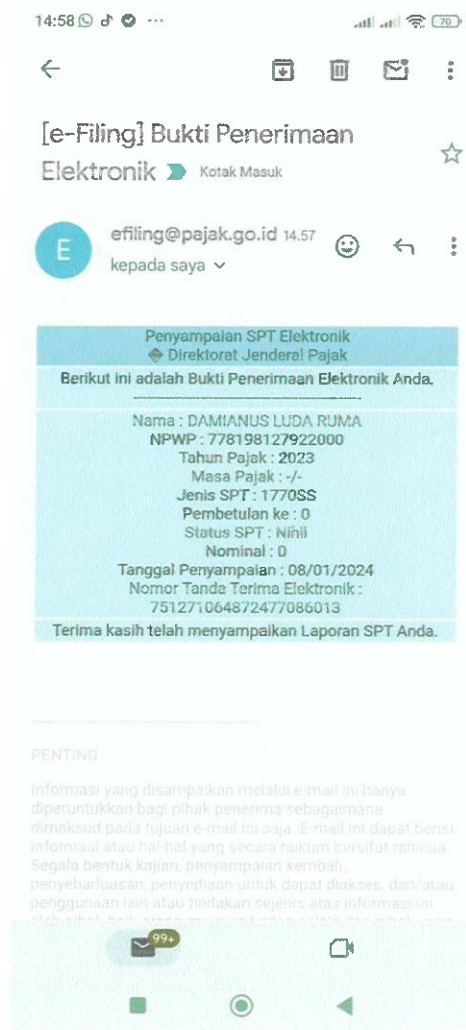 14:58
70
[e-Filing] Bukti Penerimaan
Elektronik Kotak Masuk
E
efiling@pajak.go.id 14.57
kepada saya
Penyampaian SPT Elektronik
Direktorat Jenderal Pajak
Berikut ini adalah Bukti Penerimaan Elektronik Anda.
Nama : DAMIANUS LUDA RUMA
NPWP : 778198127922000
Tahun Pajak : 2023
Masa Pajak : -/-
Jenis SPT : 1770SS
Pembetulan ke : 0
Status SPT : Nihil
Nominal : 0
Tanggal Penyampaian : 08/01/2024
Nomor Tanda Terima Elektronik :
751271064872477086013
Terima kasih telah menyampaikan Laporan SPT Anda.
PENTING
Informasi yang disampaikan melalui e-mail ini hanya
diperuntukkan bagi pihak penerima sebagaimana
dimaksud pada tujuan e-mail ini saja. E-mail ini dapat berisi
informasi atau hal-hal yang secara hukum bersifat rahasia.
Segala bentuk kajian, penyampaian kembali,
penyebarluasan, penyediaan untuk dapat diakses, dan/atau
penggunaan lain atau tindakan sejenis atas informasi ini
99+